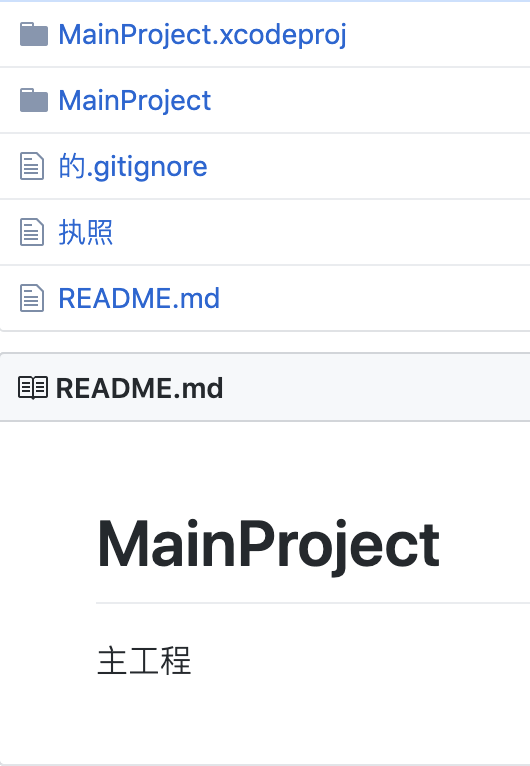 MainProject.xcodeproj
MainProject
的.gitignore
执照
README.md
README.md
MainProject
主工程